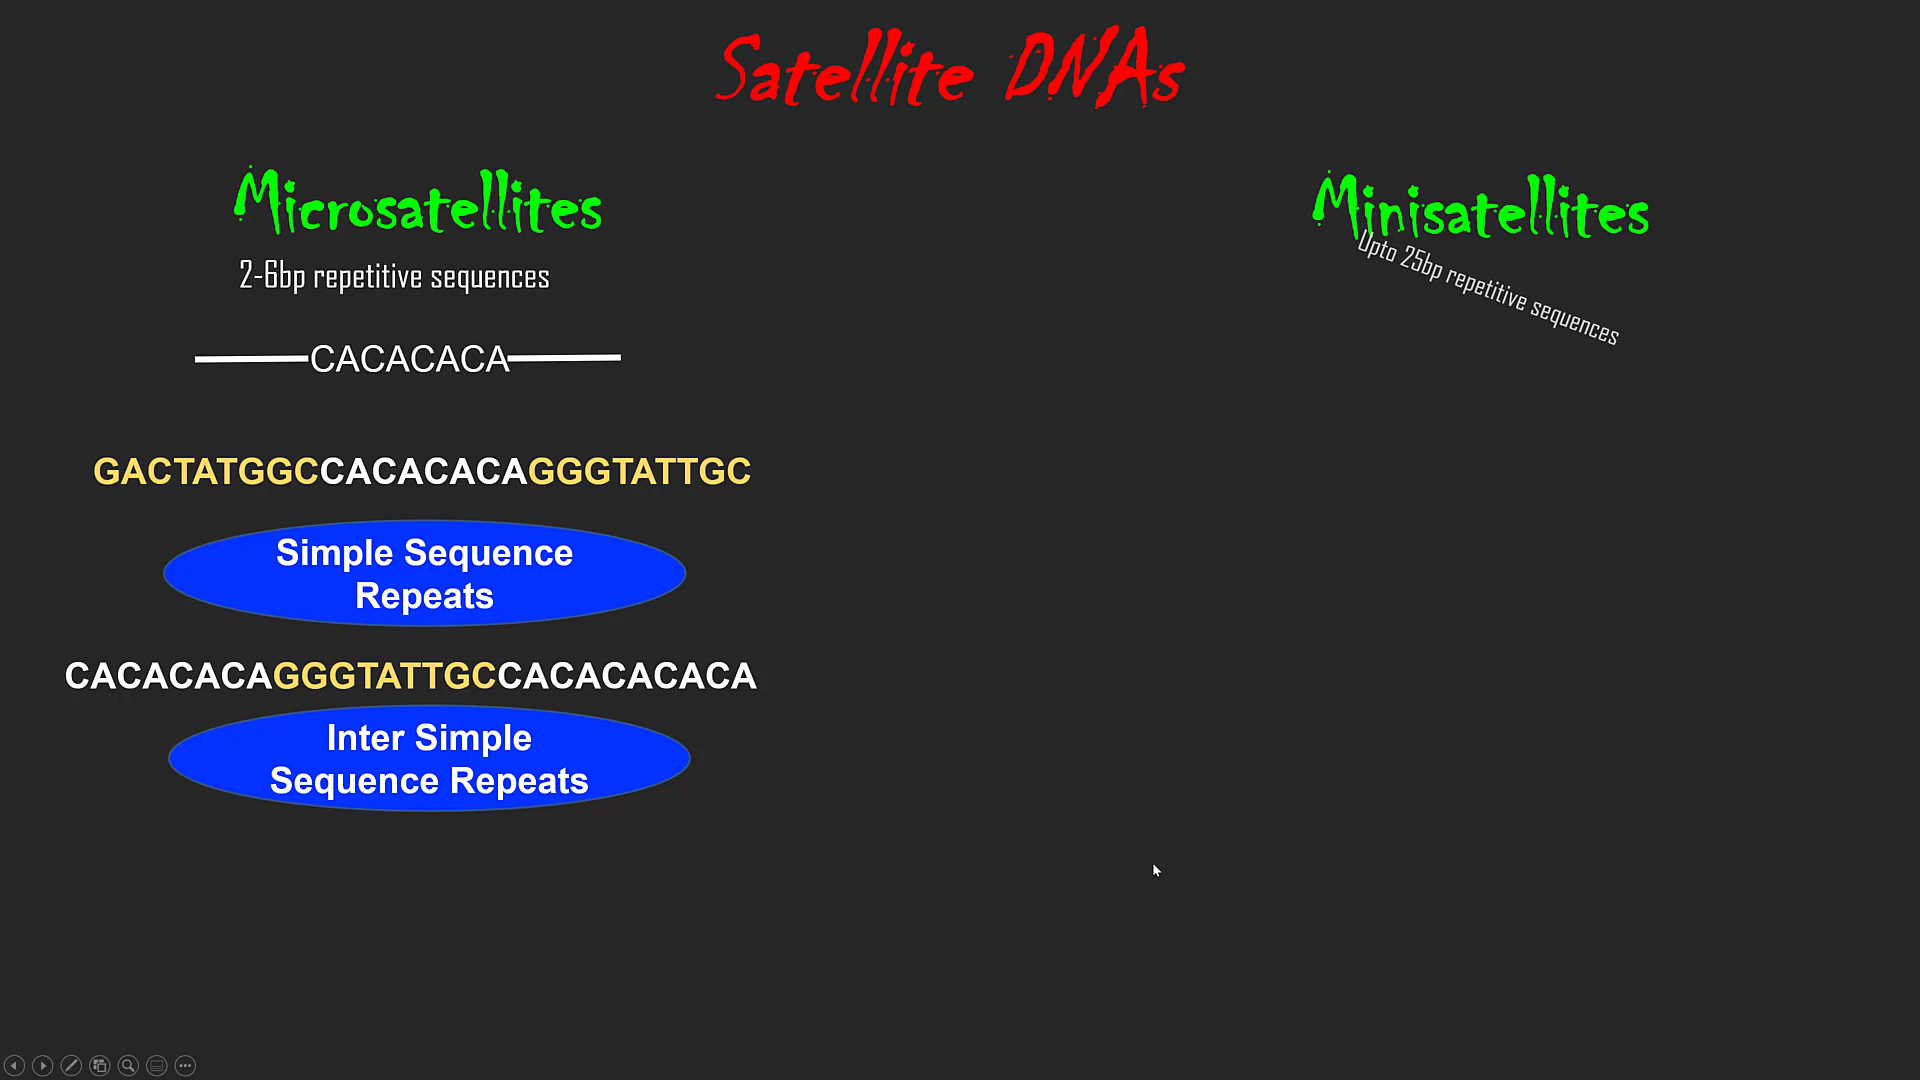 Satellite DNAs
Microsatellites
2-6bp repetitive sequences
CACACACA
GACTATGGCCACACACAGGGTATTGC
Simple Sequence
Repeats
CACACACAGGGTATTGCCACACACACA
Inter Simple
Sequence Repeats
Minisatellites
Upto 25bp repetitive sequences